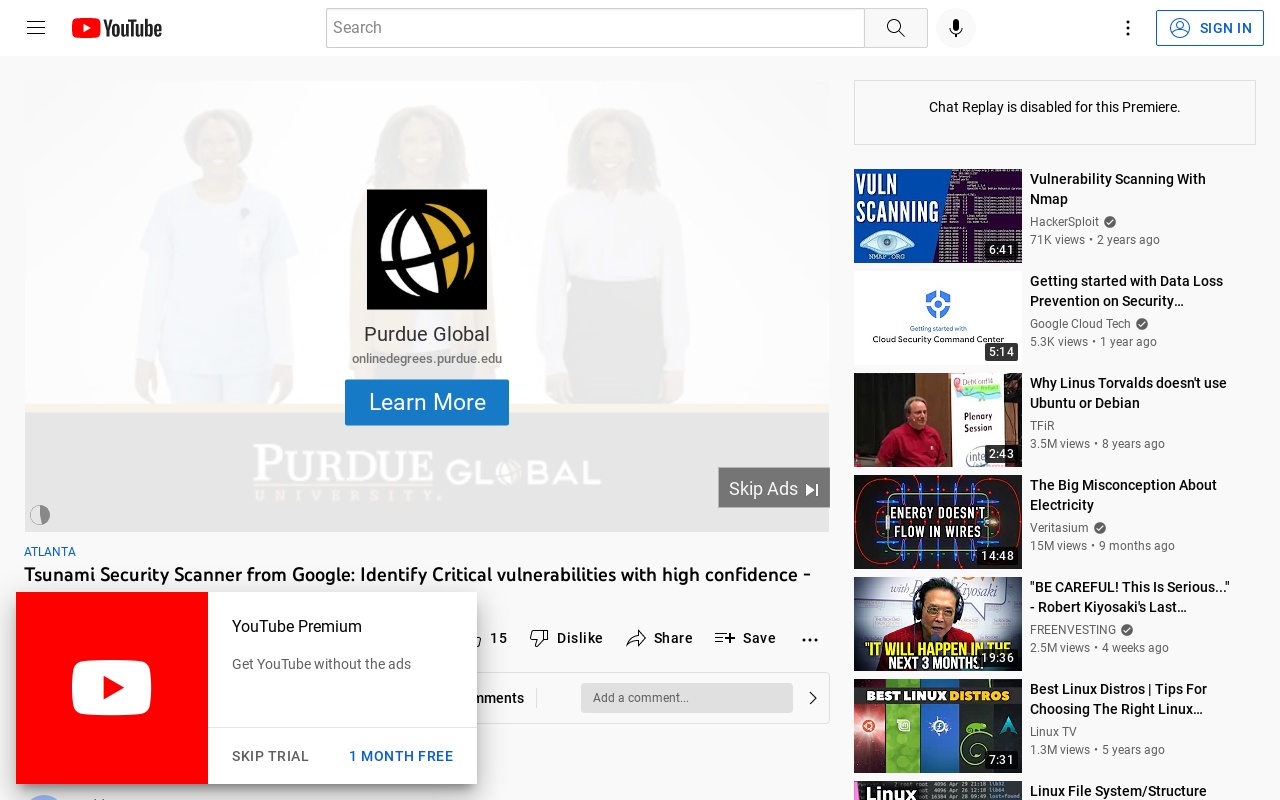 YouTube
Search
SIGN IN
Purdue Global
onlinedegrees.purdue.edu
Learn More
PURDUE GLOBAL
UNIVERSITY.
Skip Ads
ATLANTA
Tsunami Security Scanner from Google: Identify Critical vulnerabilities with high confidence -
15
Dislike
Share
Save
Add a comment...
YouTube Premium
Get YouTube without the ads
SKIP TRIAL
1 MONTH FREE
Chat Replay is disabled for this Premiere.
VULN
SCANNING
NMAP.ORG
6:41
Vulnerability Scanning With
Nmap
HackerSploit
71K views • 2 years ago
Getting started with
Cloud Security Command Center
5:14
Getting started with Data Loss
Prevention on Security...
Google Cloud Tech
5.3K views • 1 year ago
DebConf14
Plenary
Session
2:43
Why Linus Torvalds doesn't use
Ubuntu or Debian
TFiR
3.5M views • 8 years ago
ENERGY DOESN'T
FLOW IN WIRES
14:48
The Big Misconception About
Electricity
Veritasium
15M views • 9 months ago
"IT WILL HAPPEN IN THE
NEXT 3 MONTHS
19:36
"BE CAREFUL! This Is Serious..."
- Robert Kiyosaki's Last...
FREENVESTING
2.5M views • 4 weeks ago
BEST LINUX DISTROS
7:31
Best Linux Distros | Tips For
Choosing The Right Linux...
Linux TV
1.3M views • 5 years ago
Linux
Linux File System/Structure